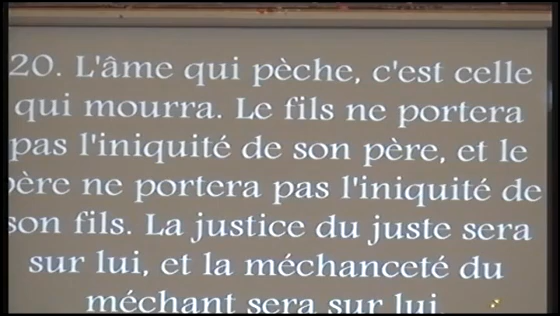 20. L'âme qui pèche, c'est celle
qui mourra. Le fils ne portera
pas l'iniquité de son père, et le
père ne portera pas l'iniquité de
son fils. La justice du juste sera
sur lui, et la méchanceté du
méchant sera sur lui.